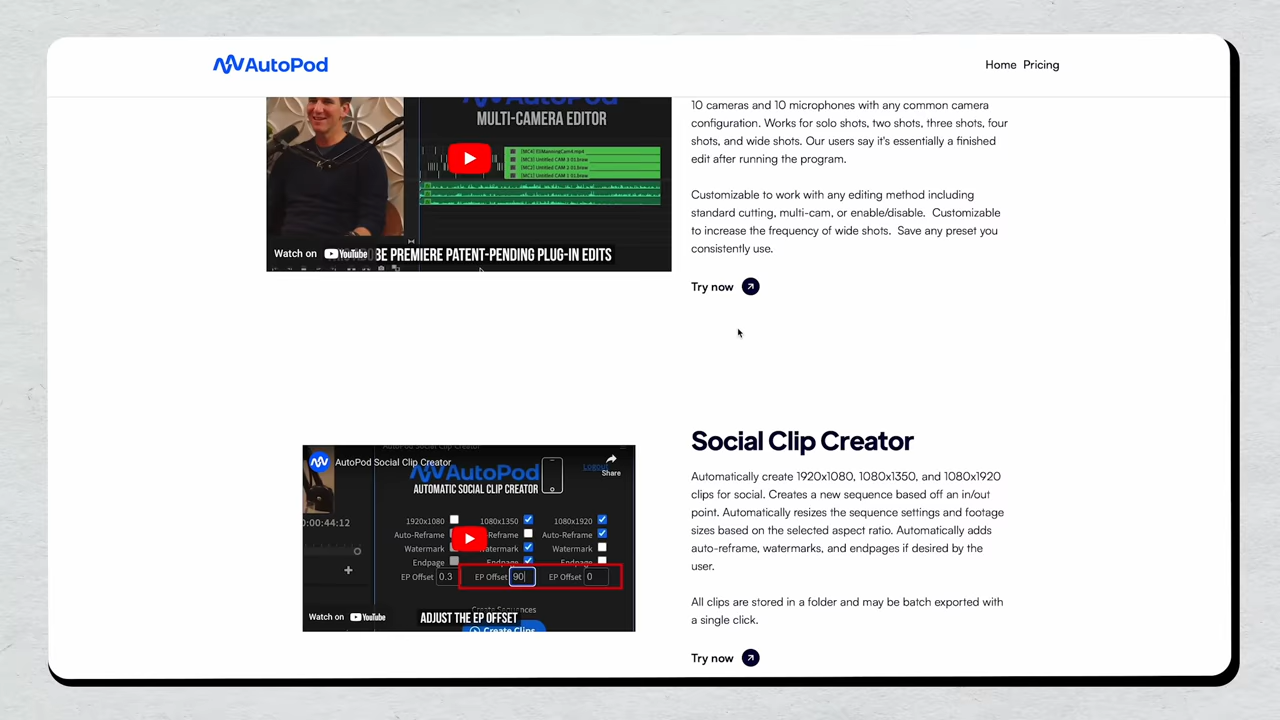 AutoPod
Home Pricing
MULTI-CAMERA EDITOR
Watch on YouTube
BE PREMIERE PATENT-PENDING PLUG-IN EDITS
10 cameras and 10 microphones with any common camera
configuration. Works for solo shots, two shots, three shots, four
shots, and wide shots. Our users say it's essentially a finished
edit after running the program.
Customizable to work with any editing method including
standard cutting, multi-cam, or enable/disable. Customizable
to increase the frequency of wide shots. Save any preset you
consistently use.
Try now
AutoPod Social Clip Creator
Share
AutoPod
Logout
AUTOMATIC SOCIAL CLIP CREATOR
0:00:44:12
1920x1080 1080x1350 1080x1920
Auto-Reframe Auto-Reframe
Watermark Watermark Watermark
Endpage Endpage Endpage
EP Offset 0.3 EP Offset 90 EP Offset 0
Create Sequences
Watch on YouTube
ADJUST THE EP OFFSET
Create Clips
Social Clip Creator
Automatically create 1920x1080, 1080x1350, and 1080x1920
clips for social. Creates a new sequence based off an in/out
point. Automatically resizes the sequence settings and footage
sizes based on the selected aspect ratio. Automatically adds
auto-reframe, watermarks, and endpages if desired by the
user.
All clips are stored in a folder and may be batch exported with
a single click.
Try now